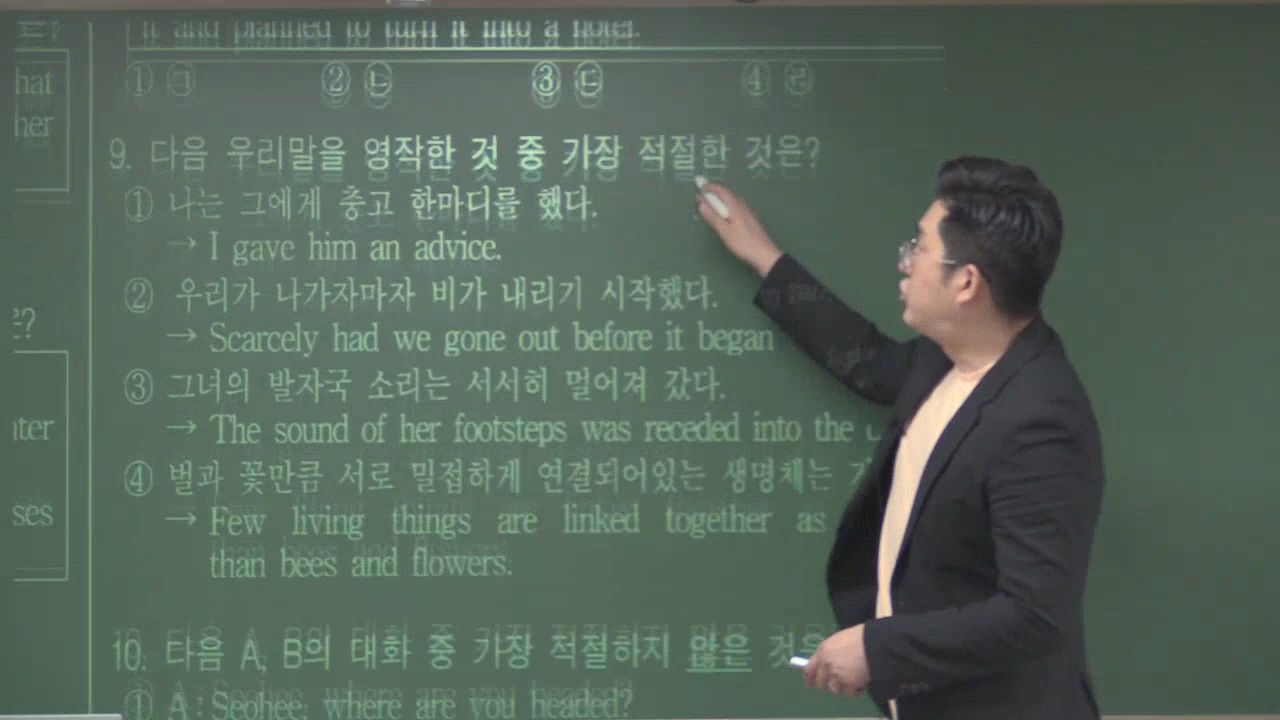 it and planned to turn it into a hotel.
① ㉠ ② ㉡ ③ ㉢ ④ ㉣
hat
her
9. 다음 우리말을 영작한 것 중 가장 적절한 것은?
① 나는 그에게 충고 한마디를 했다.
→ I gave him an advice.
② 우리가 나가자마자 비가 내리기 시작했다.
→ Scarcely had we gone out before it began
③ 그녀의 발자국 소리는 서서히 멀어져 갔다.
→ The sound of her footsteps was receded into the
④ 벌과 꽃만큼 서로 밀접하게 연결되어있는 생명체는
→ Few living things are linked together as
than bees and flowers.
ses
10. 다음 A, B의 대화 중 가장 적절하지 않은 것은
① A : Seohee, where are you headed?